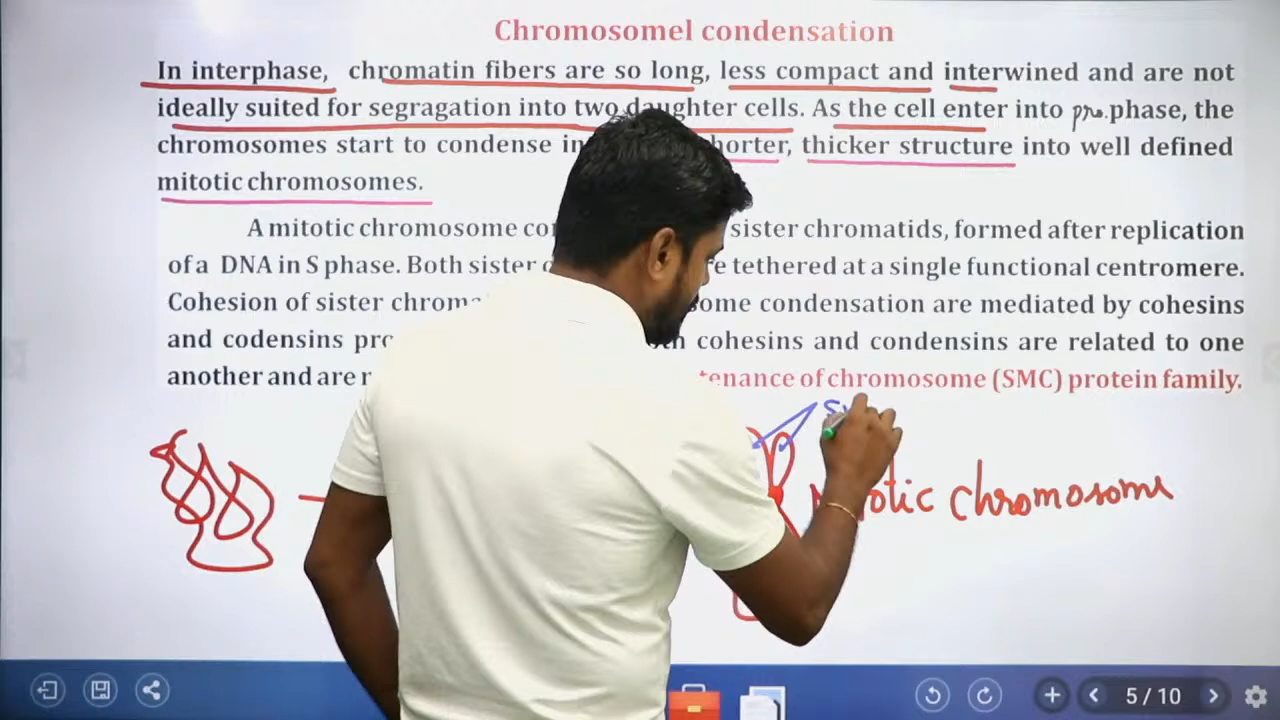 Chromosomel condensation
In interphase, chromatin fibers are so long, less compact and interwined and are not
ideally suited for segragation into two daughter cells. As the cell enter into pro.phase, the
chromosomes start to condense in horter, thicker structure into well defined
mitotic chromosomes.
A mitotic chromosome con sister chromatids, formed after replication
of a DNA in S phase. Both sister c re tethered at a single functional centromere.
Cohesion of sister chroma some condensation are mediated by cohesins
and codensins pro th cohesins and condensins are related to one
another and are r tenance of chromosome (SMC) protein family.
S
otic chromosome
5 / 10